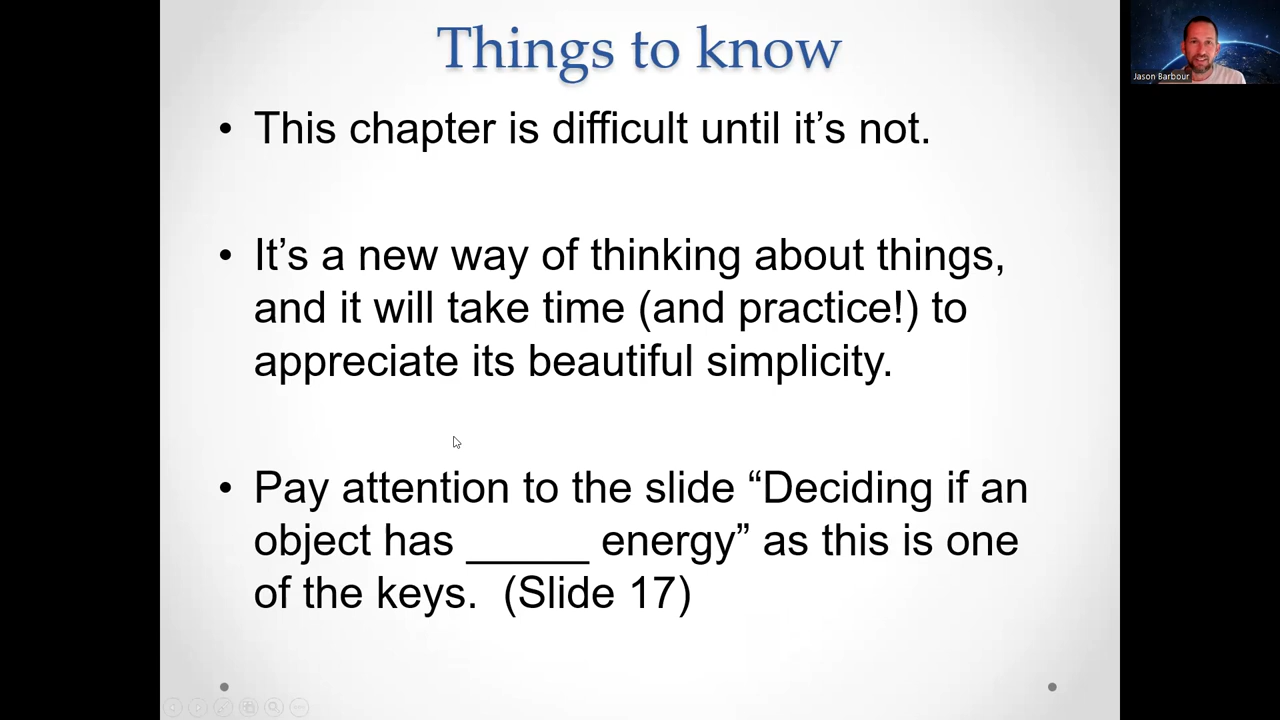 Things to know
• This chapter is difficult until it’s not.
• It’s a new way of thinking about things,
and it will take time (and practice!) to
appreciate its beautiful simplicity.
• Pay attention to the slide “Deciding if an
object has _____ energy” as this is one
of the keys.  (Slide 17)
Jason Barbour